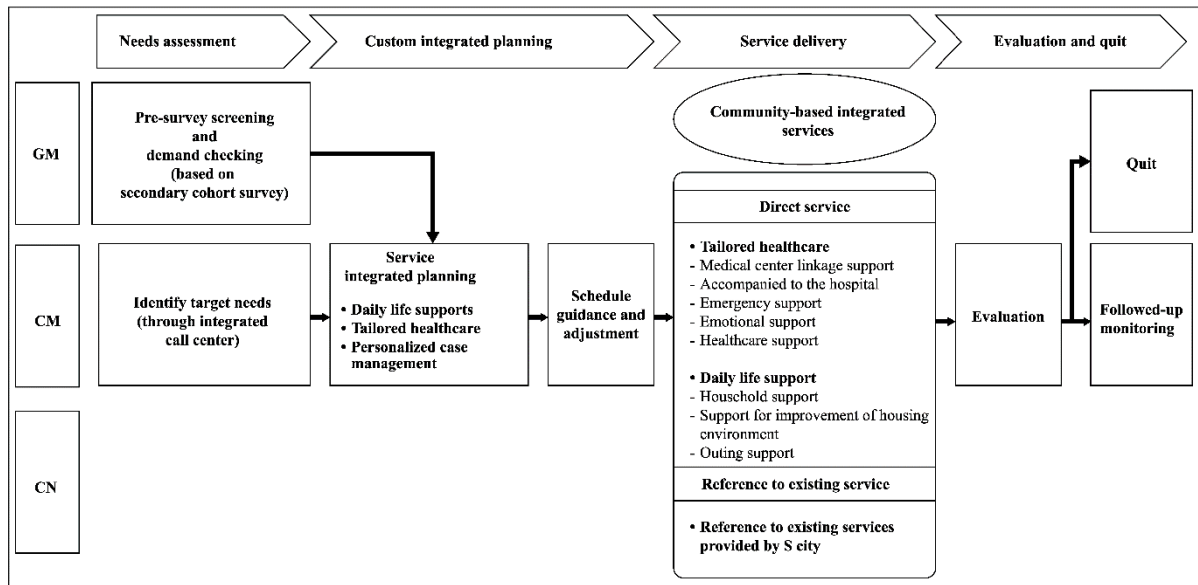 Needs assessment
Custom integrated planning
Service delivery
Evaluation and quit
GM
Pre-survey screening
and
demand checking
(based on
secondary cohort survey)
Community-based integrated
services
Quit
CM
Identify target needs
(through integrated
call center)
Service
integrated planning
• Daily life supports
• Tailored healthcare
• Personalized case
management
Schedule
guidance and
adjustment
Direct service
• Tailored healthcare
- Medical center linkage support
- Accompanied to the hospital
- Emergency support
- Emotional support
- Healthcare support
• Daily life support
- Household support
- Support for improvement of housing
environment
- Outing support
Reference to existing service
• Reference to existing services
provided by S city
Evaluation
Followed-up
monitoring
CN